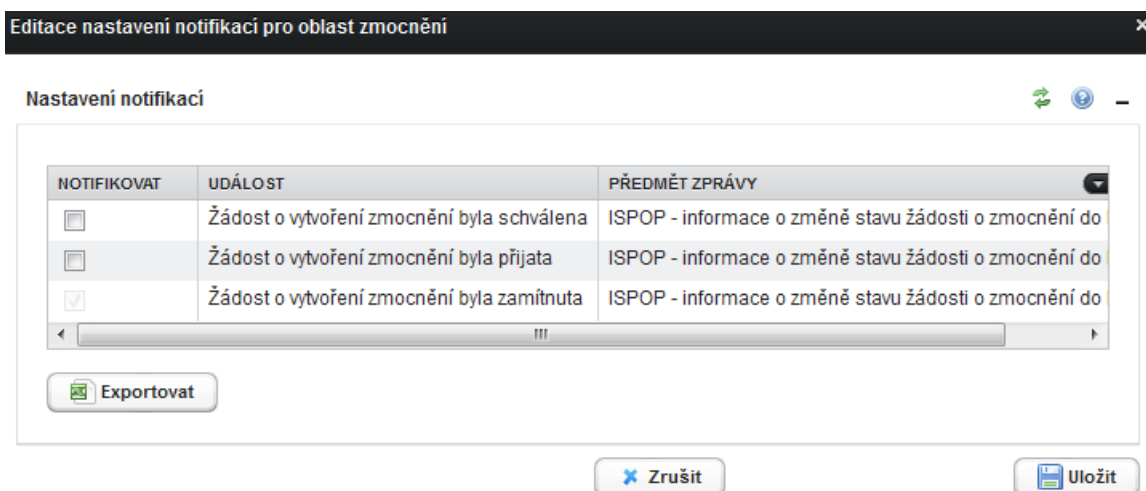 Editace nastavení notifikací pro oblast zmocnění
Nastavení notifikací
NOTIFIKOVAT UDÁLOST PŘEDMĚT ZPRÁVY
Žádost o vytvoření zmocnění byla schválena ISPOP - informace o změně stavu žádosti o zmocnění do
Žádost o vytvoření zmocnění byla přijata ISPOP - informace o změně stavu žádosti o zmocnění do
Žádost o vytvoření zmocnění byla zamítnuta ISPOP - informace o změně stavu žádosti o zmocnění do
Exportovat
Zrušit Uložit